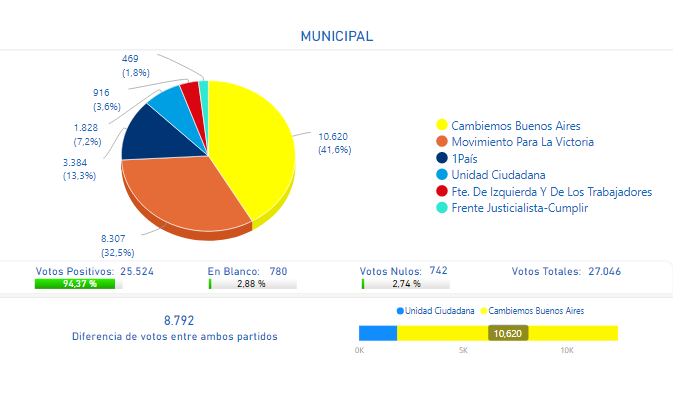 MUNICIPAL
469
(1,8%)
916
(3,6%)
1.828
(7,2%)
3.384
(13,3%)
8.307
(32,5%)
10.620
(41,6%)
Cambiemos Buenos Aires
Movimiento Para La Victoria
1País
Unidad Ciudadana
Fte. De Izquierda Y De Los Trabajadores
Frente Justicialista-Cumplir
Votos Positivos: 25.524
94,37 %
En Blanco: 780
2,88 %
Votos Nulos: 742
2,74 %
Votos Totales: 27.046
8.792
Diferencia de votos entre ambos partidos
Unidad Ciudadana Cambiemos Buenos Aires
10,620
0K 5K 10K